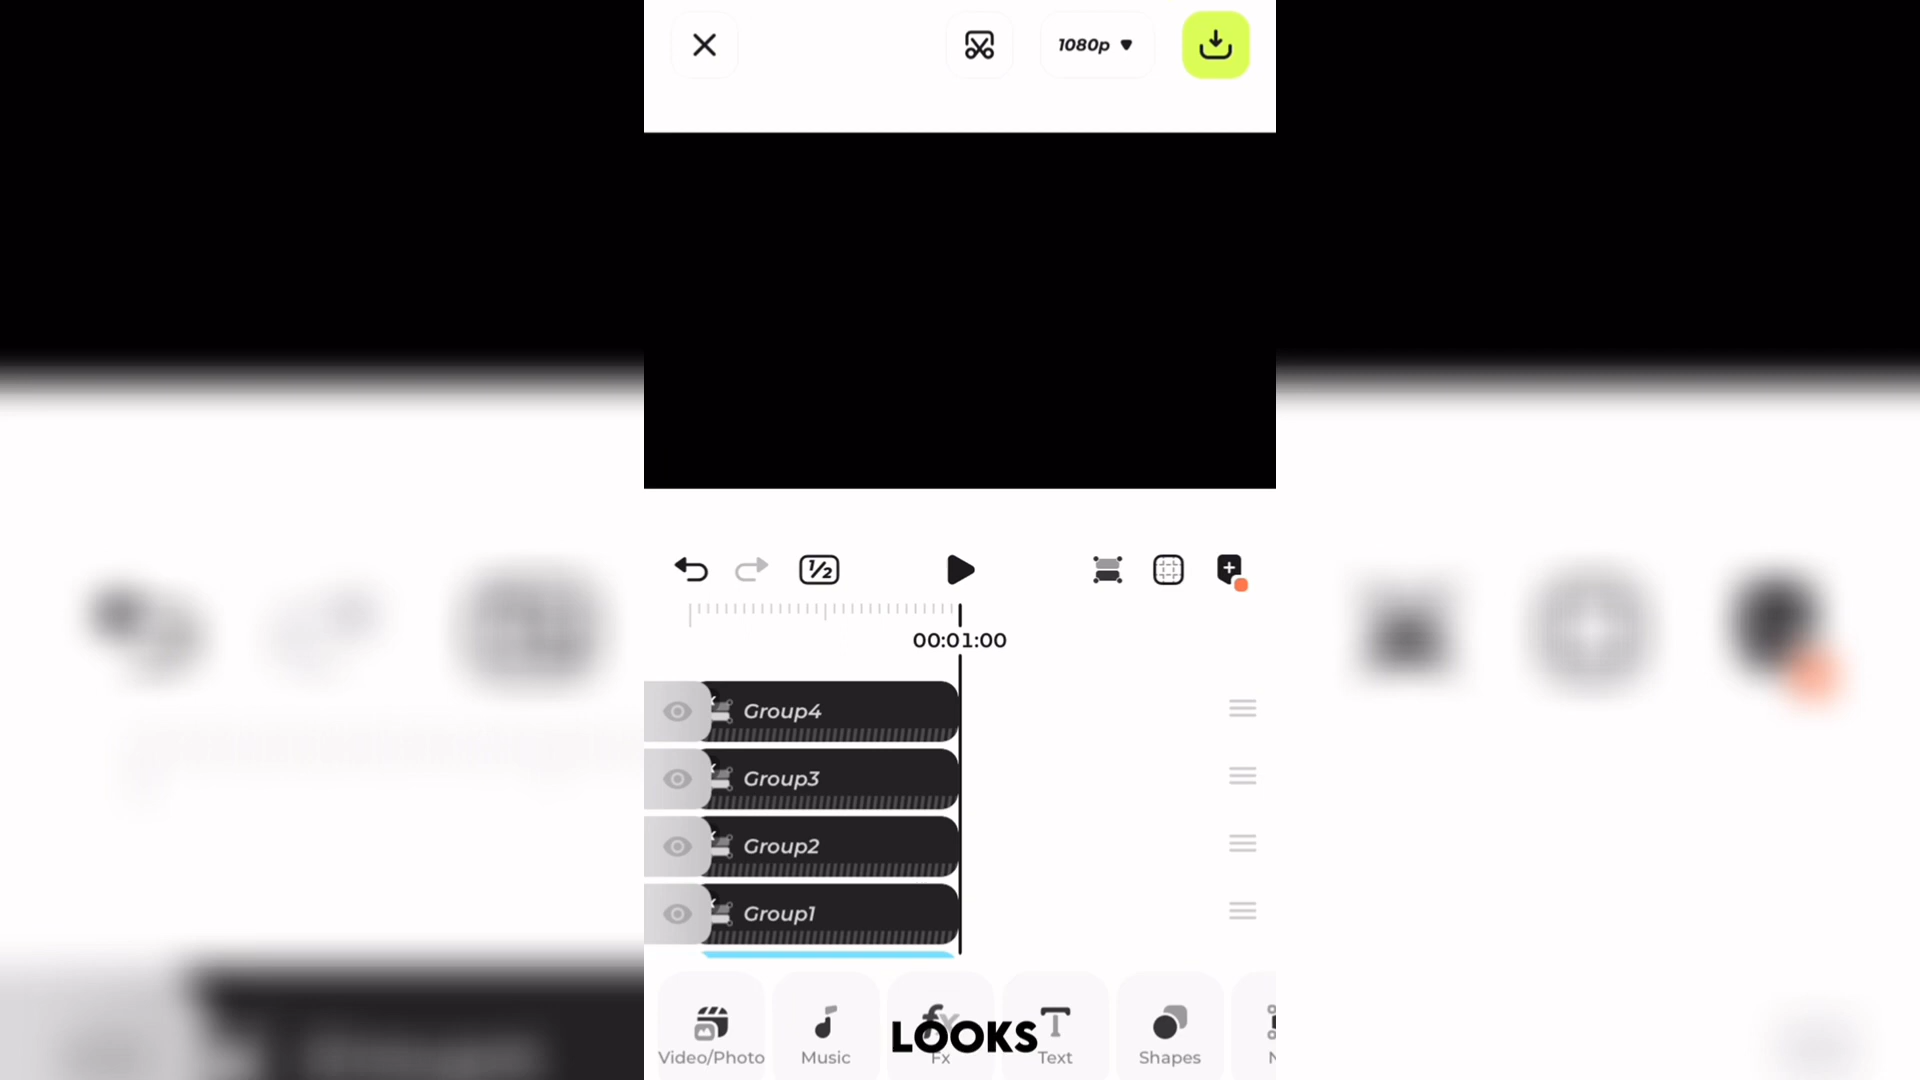 1080p
1/2
00:01:00
Group4
Group3
Group2
Group1
Video/Photo
Music
Fx
Text
Shapes
LOOKS